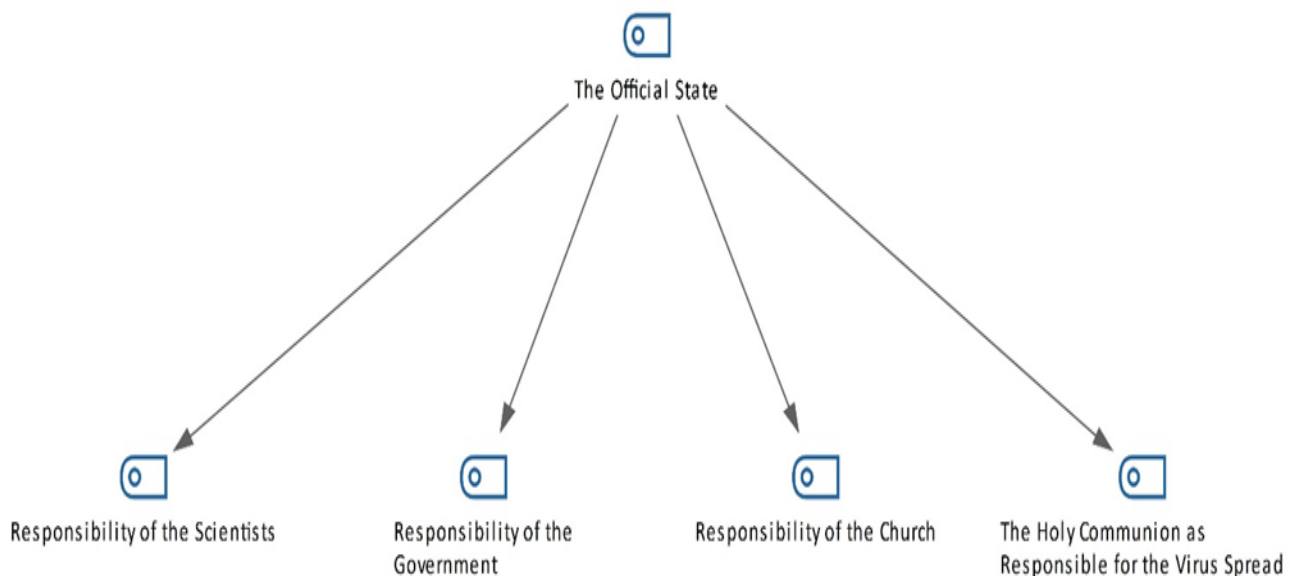 The Official State
Responsibility of the Scientists
Responsibility of the
Government
Responsibility of the Church
The Holy Communion as
Responsible for the Virus Spread